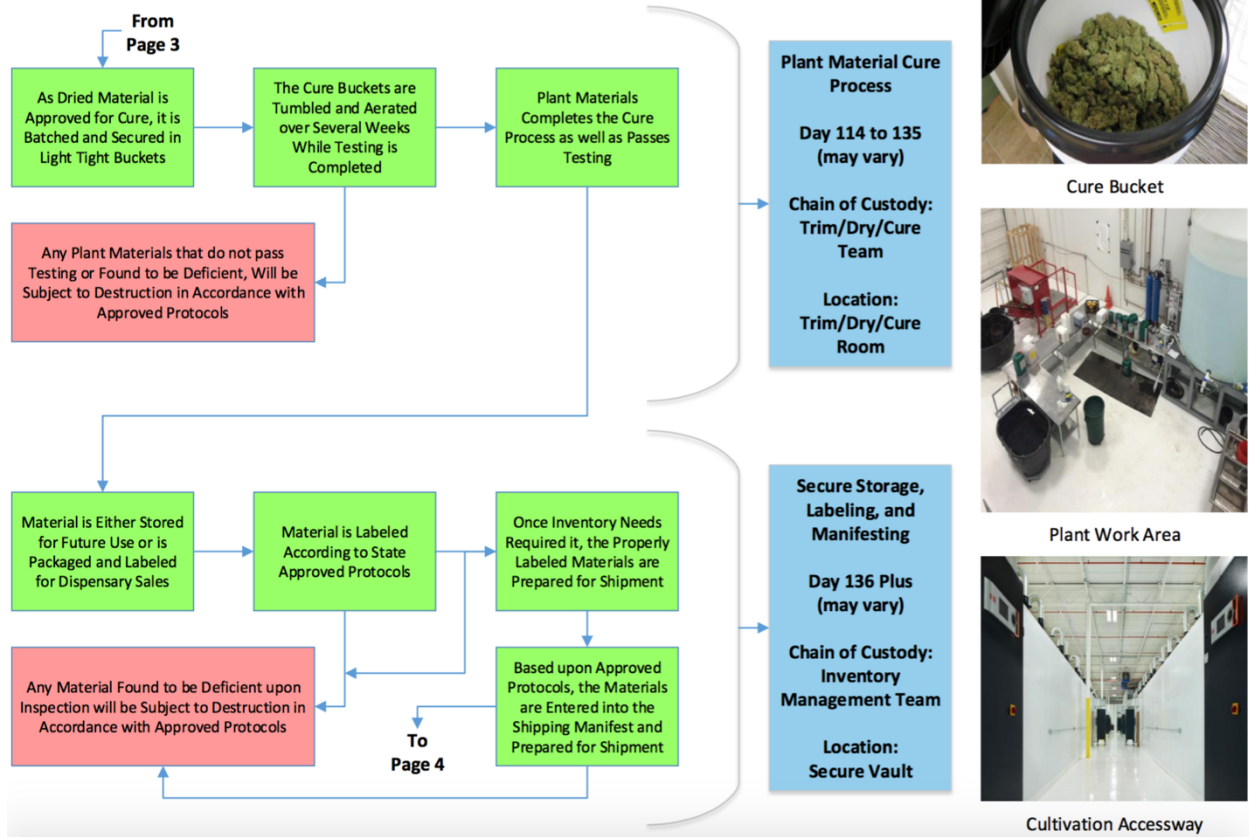 From
Page 3
As Dried Material is
Approved for Cure, it is
Batched and Secured in
Light Tight Buckets
The Cure Buckets are
Tumbled and Aerated
over Several Weeks
While Testing is
Completed
Plant Materials
Completes the Cure
Process as well as Passes
Testing
Any Plant Materials that do not pass
Testing or Found to be Deficient, Will be
Subject to Destruction in Accordance with
Approved Protocols
Plant Material Cure
Process
Day 114 to 135
(may vary)
Chain of Custody:
Trim/Dry/Cure
Team
Location:
Trim/Dry/Cure
Room
Cure Bucket
Plant Work Area
Material is Either Stored
for Future Use or is
Packaged and Labeled
for Dispensary Sales
Material is Labeled
According to State
Approved Protocols
Once Inventory Needs
Required it, the Properly
Labeled Materials are
Prepared for Shipment
Any Material Found to be Deficient upon
Inspection will be Subject to Destruction in
Accordance with Approved Protocols
Based upon Approved
Protocols, the Materials
are Entered into the
Shipping Manifest and
Prepared for Shipment
To
Page 4
Secure Storage,
Labeling, and
Manifesting
Day 136 Plus
(may vary)
Chain of Custody:
Inventory
Management Team
Location:
Secure Vault
Cultivation Accessway